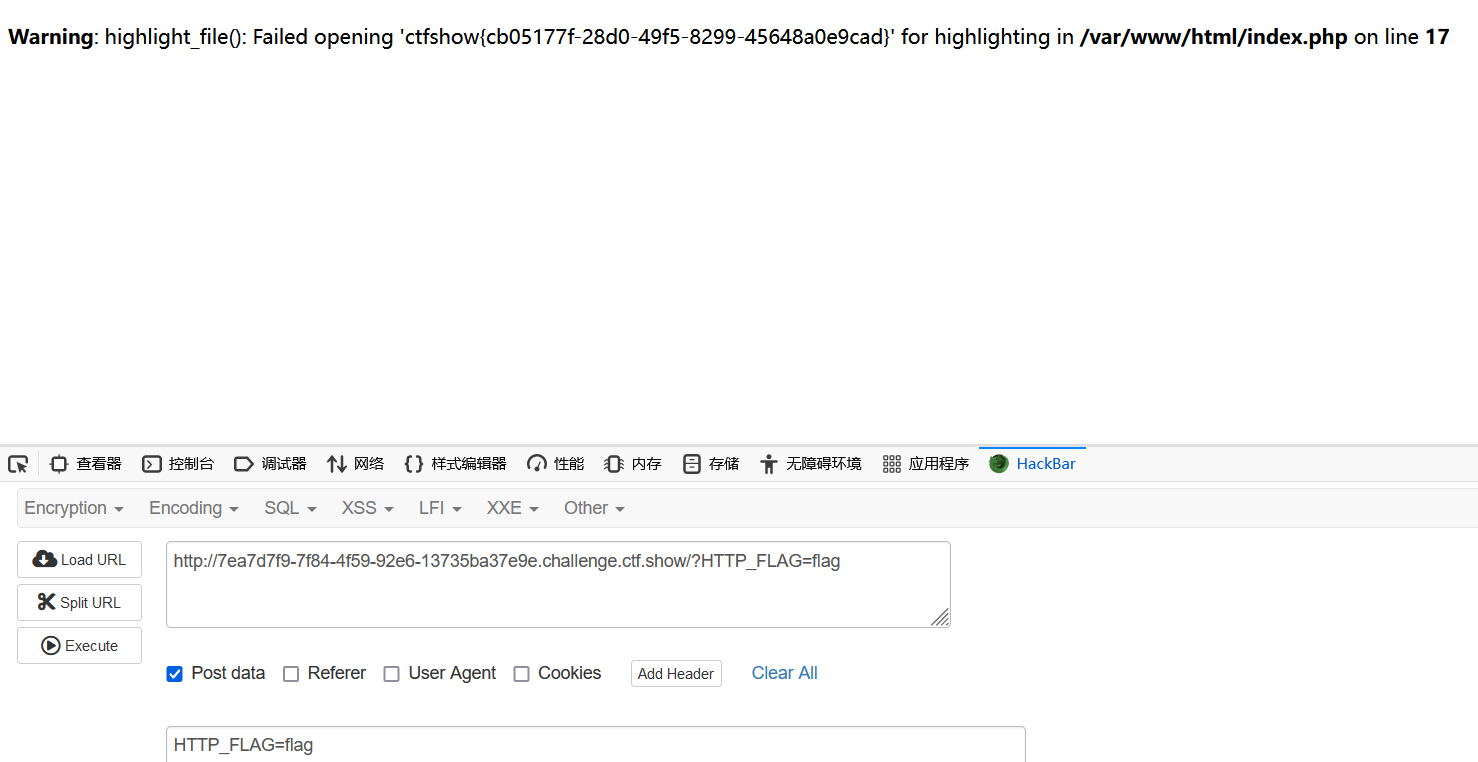 Warning: highlight_file(): Failed opening 'ctfshow{cb05177f-28d0-49f5-8299-45648a0e9cad}' for highlighting in /var/www/html/index.php on line 17
查看器 控制台 调试器 网络 样式编辑器 性能 内存 存储 无障碍环境 应用程序 HackBar
Encryption Encoding SQL XSS LFI XXE Other
Load URL
http://7ea7d7f9-7f84-4f59-92e6-13735ba37e9e.challenge.ctf.show/?HTTP_FLAG=flag
Split URL
Execute
Post data Referer User Agent Cookies Add Header Clear All
HTTP_FLAG=flag